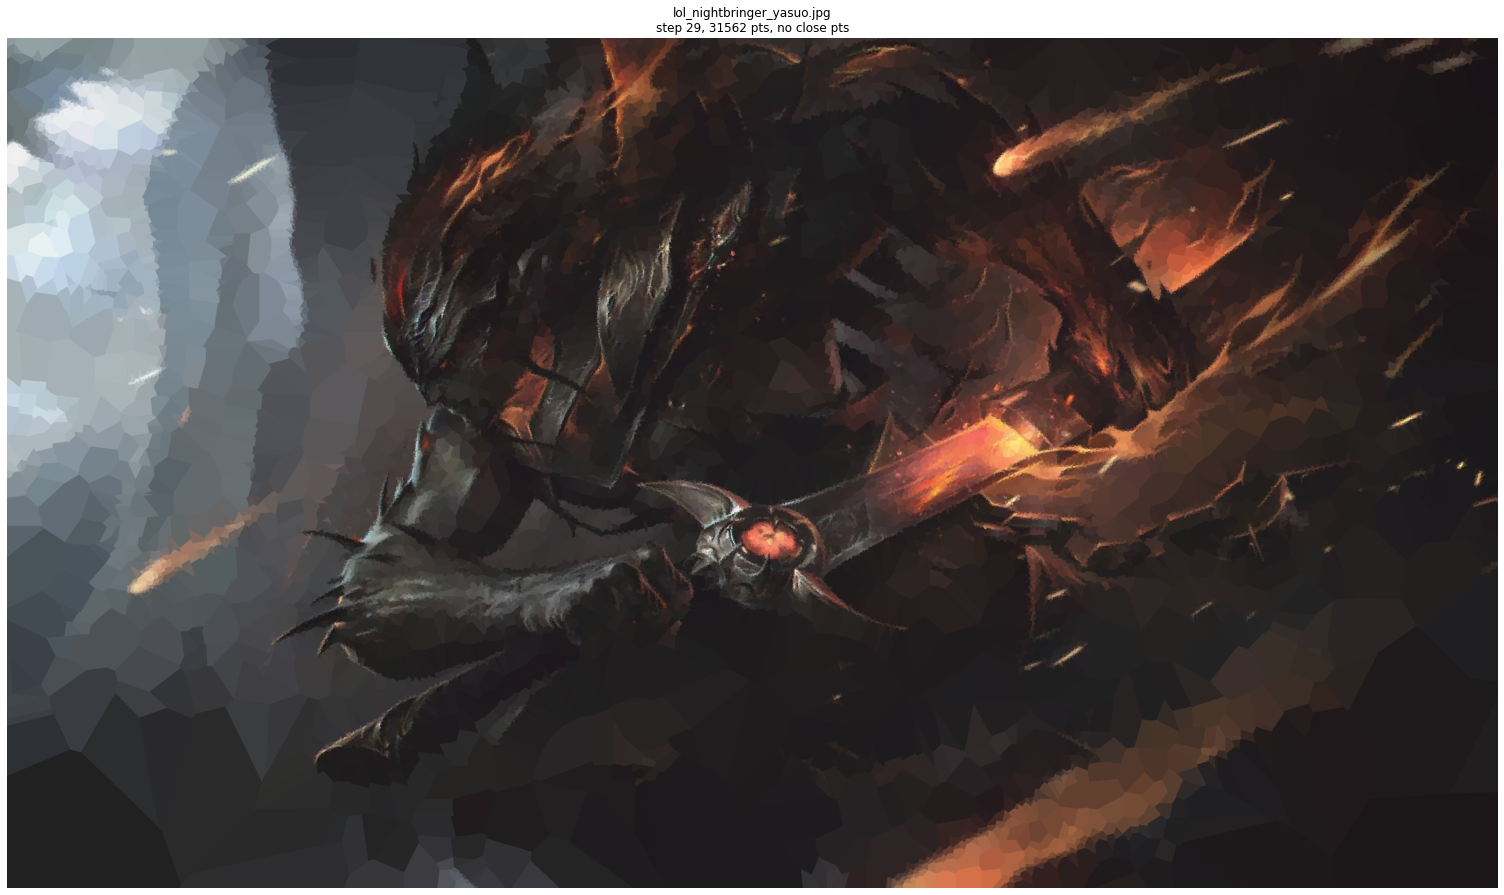 lol_nightbringer_yasuo.jpg
step 29, 31562 pts, no close pts